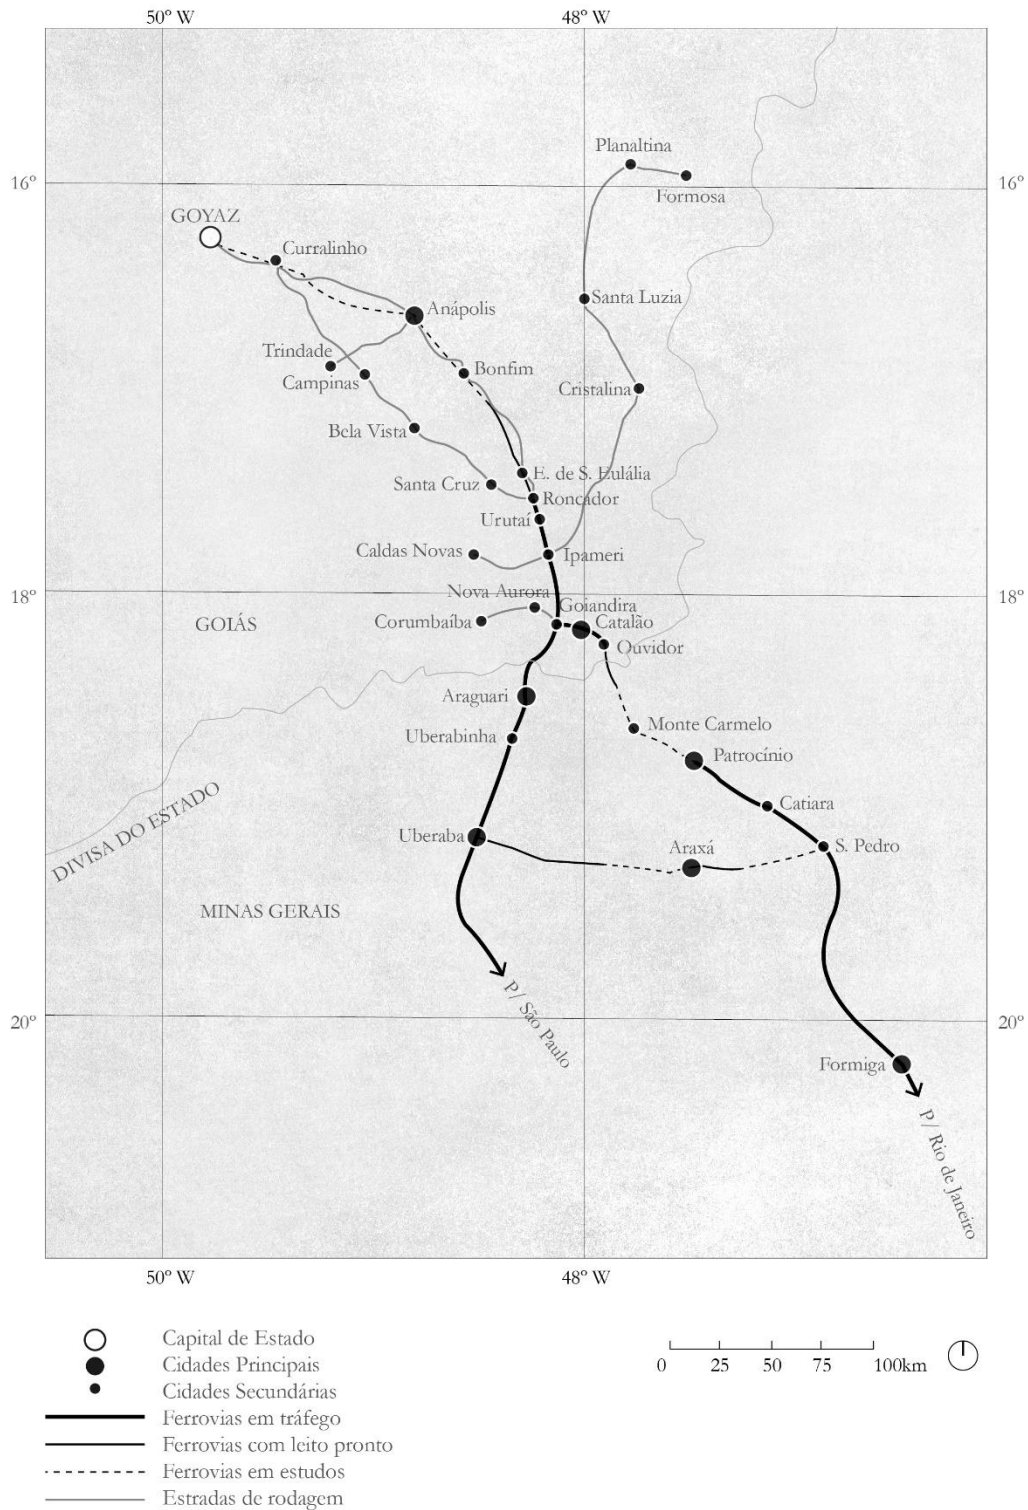 50º W
48º W
Planaltina
16º
16º
Formosa
GOYAZ
Curralinho
Santa Luzia
Anápolis
Trindade
Bonfim
Campinas
Cristalina
Bela Vista
E. de S. Eulália
Santa Cruz
Roncador
Urutaí
Caldas Novas
Ipameri
Nova Aurora
18º
18º
Goiandira
GOIÁS
Corumbaíba
Catalão
Ouvidor
Araguari
Monte Carmelo
Uberabinha
Patrocínio
Catiara
DIVISA DO ESTADO
Uberaba
Araxá
S. Pedro
MINAS GERAIS
P/ São Paulo
20º
20º
Formiga
P/ Rio de Janeiro
50º W
48º W
Capital de Estado
Cidades Principais
Cidades Secundárias
Ferrovias em tráfego
Ferrovias com leito pronto
Ferrovias em estudos
Estradas de rodagem
0 25 50 75 100km